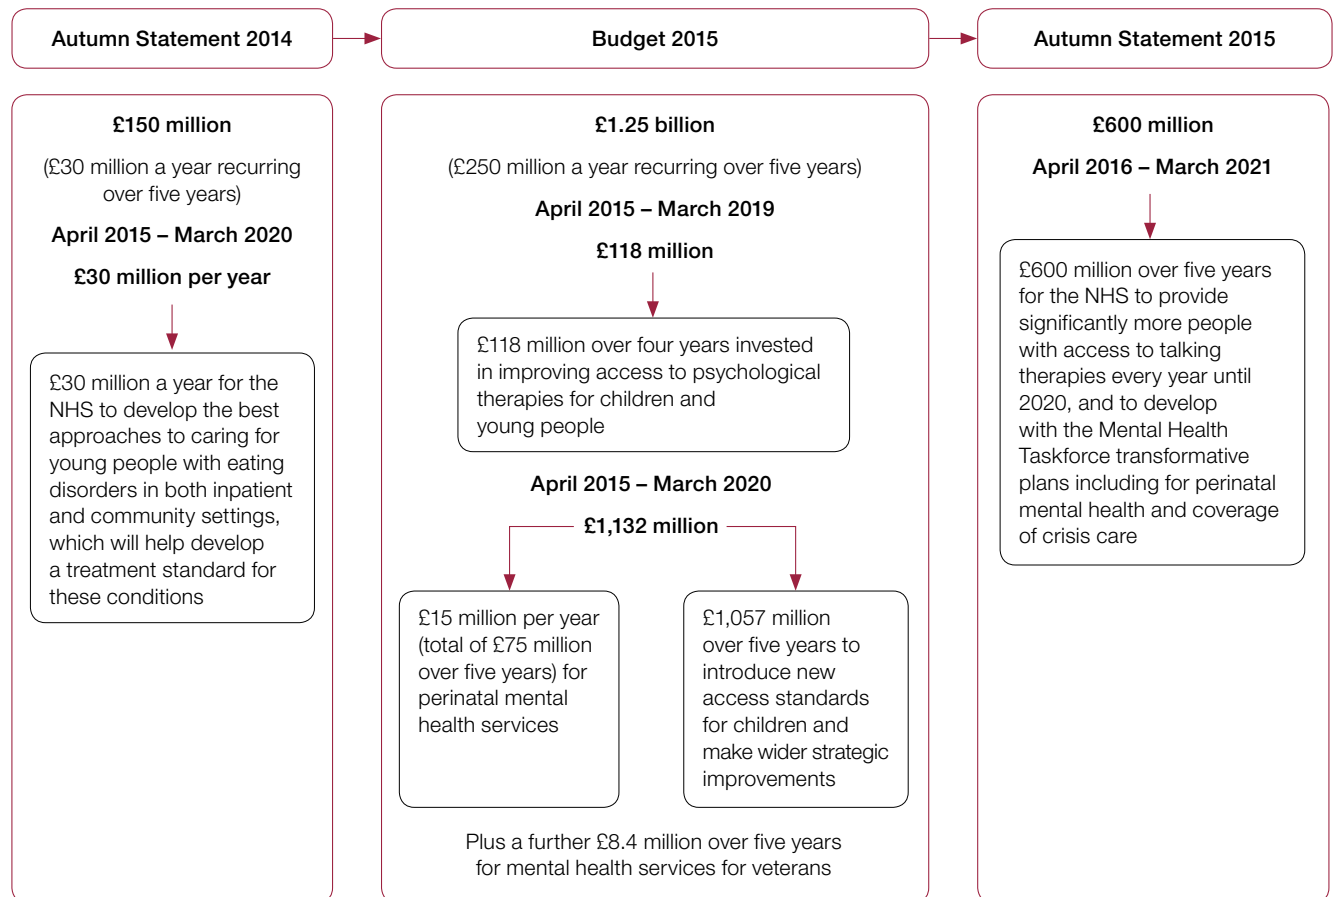 Autumn Statement 2014
Budget 2015
Autumn Statement 2015
£150 million
(£30 million a year recurring
over five years)
April 2015 – March 2020
£30 million per year
£30 million a year for the
NHS to develop the best
approaches to caring for
young people with eating
disorders in both inpatient
and community settings,
which will help develop
a treatment standard for
these conditions
£1.25 billion
(£250 million a year recurring over five years)
April 2015 – March 2019
£118 million
£118 million over four years invested
in improving access to psychological
therapies for children and
young people
April 2015 – March 2020
£1,132 million
£15 million per year
(total of £75 million
over five years) for
perinatal mental
health services
£1,057 million
over five years to
introduce new
access standards
for children and
make wider strategic
improvements
Plus a further £8.4 million over five years
for mental health services for veterans
£600 million
April 2016 – March 2021
£600 million over five years
for the NHS to provide
significantly more people
with access to talking
therapies every year until
2020, and to develop
with the Mental Health
Taskforce transformative
plans including for perinatal
mental health and coverage
of crisis care